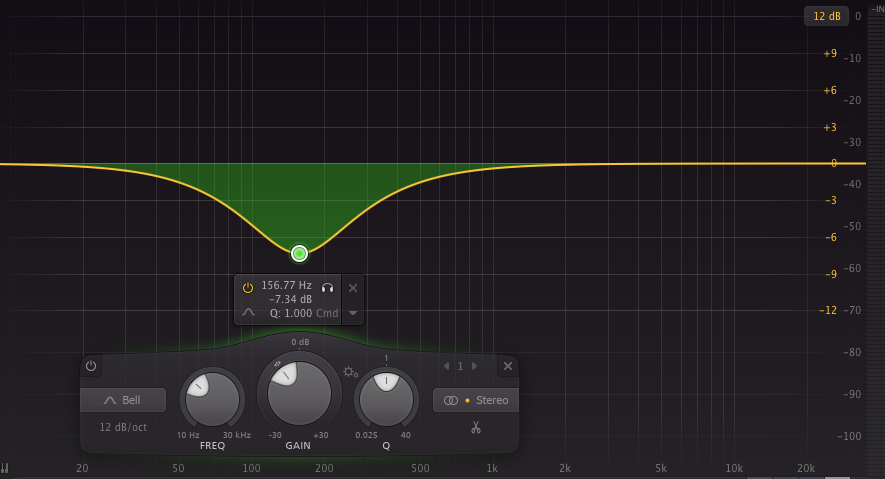 12 dB 0 -IN
+9 -10
+6 -20
+3 -30
0 -40
-3 -50
-6 -60
-9
-12 -70
-80
-90
-100
156.77 Hz
-7.34 dB
Q: 1.000 Cmd
0 dB
1
1
Bell
12 dB/oct
Stereo
10 Hz 30 kHz
FREQ
-30 +30
GAIN
0.025 40
Q
20 50 100 200 500 1k 2k 5k 10k 20k